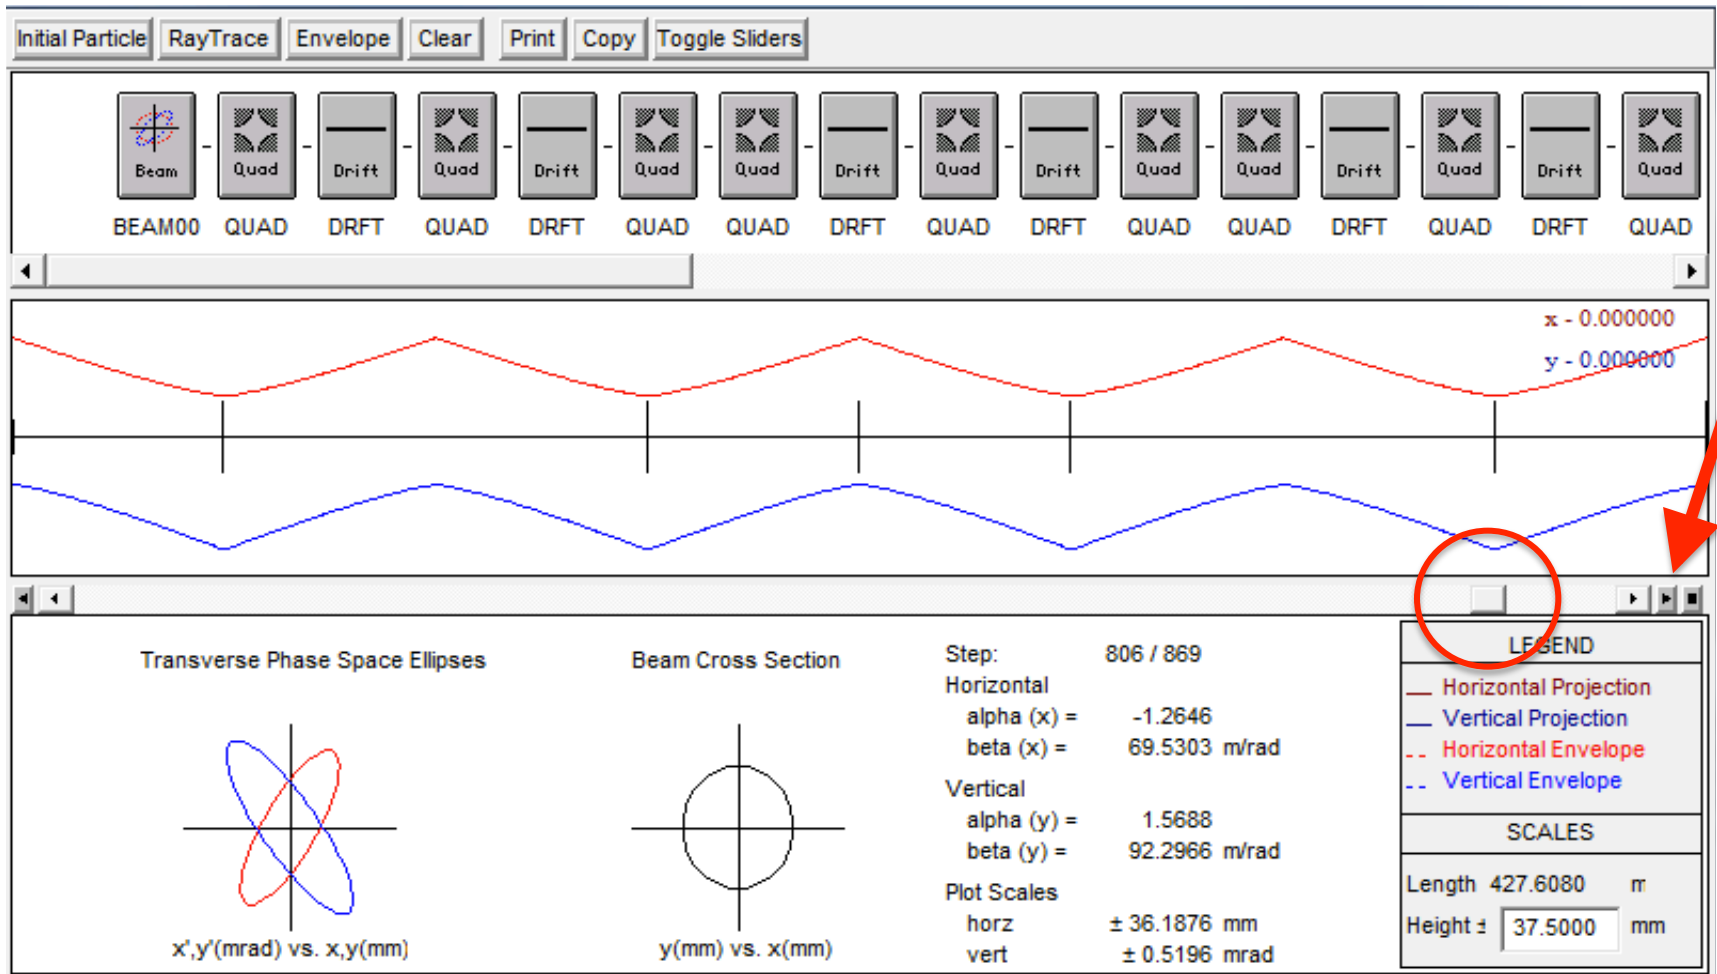 Initial Particle RayTrace Envelope Clear Print Copy Toggle Sliders
Beam Quad Drift Quad Drift Quad Quad Drift Quad Drift Quad Quad Drift Quad Drift Quad
BEAM00 QUAD DRFT QUAD DRFT QUAD QUAD DRFT QUAD DRFT QUAD QUAD DRFT QUAD DRFT QUAD
x - 0.000000
y - 0.000000
Transverse Phase Space Ellipses
x',y'(mrad) vs. x,y(mm)
Beam Cross Section
y(mm) vs. x(mm)
Step: 806 / 869
Horizontal
alpha (x) = -1.2646
beta (x) = 69.5303 m/rad
Vertical
alpha (y) = 1.5688
beta (y) = 92.2966 m/rad
Plot Scales
horz ± 36.1876 mm
vert ± 0.5196 mrad
LEGEND
Horizontal Projection
Vertical Projection
Horizontal Envelope
Vertical Envelope
SCALES
Length 427.6080 m
Height ± 37.5000 mm